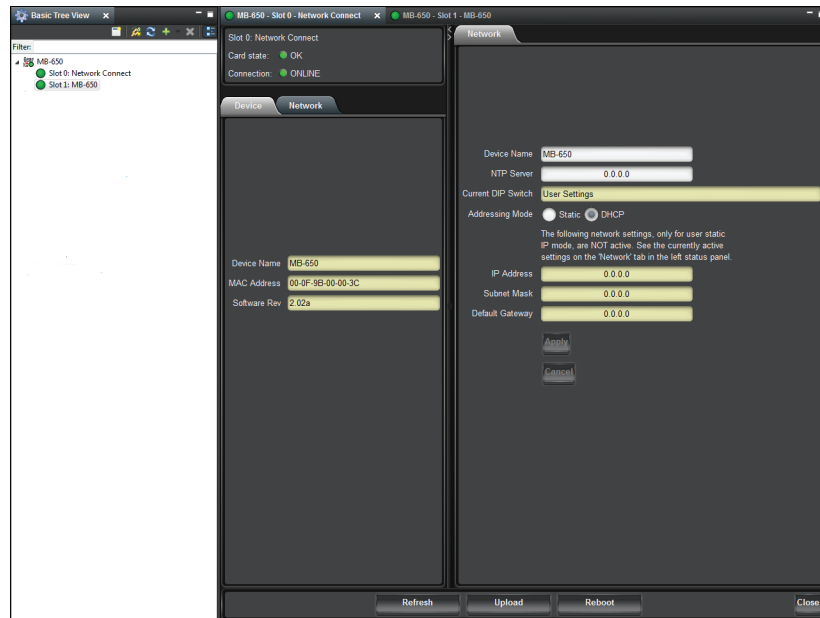 Basic Tree View
Filter:
MB-650
Slot 0: Network Connect
Slot 1: MB-650
MB-650 - Slot 0 - Network Connect
MB-650 - Slot 1 - MB-650
Slot 0: Network Connect
Card state: OK
Connection: ONLINE
Device Network
Device Name MB-650
MAC Address 00-0F-9B-00-00-3C
Software Rev 2.02a
Network
Device Name MB-650
NTP Server 0.0.0.0
Current DIP Switch User Settings
Addressing Mode Static DHCP
The following network settings, only for user static
IP mode, are NOT active. See the currently active
settings on the 'Network' tab in the left status panel.
IP Address 0.0.0.0
Subnet Mask 0.0.0.0
Default Gateway 0.0.0.0
Apply
Cancel
Refresh Upload Reboot Close